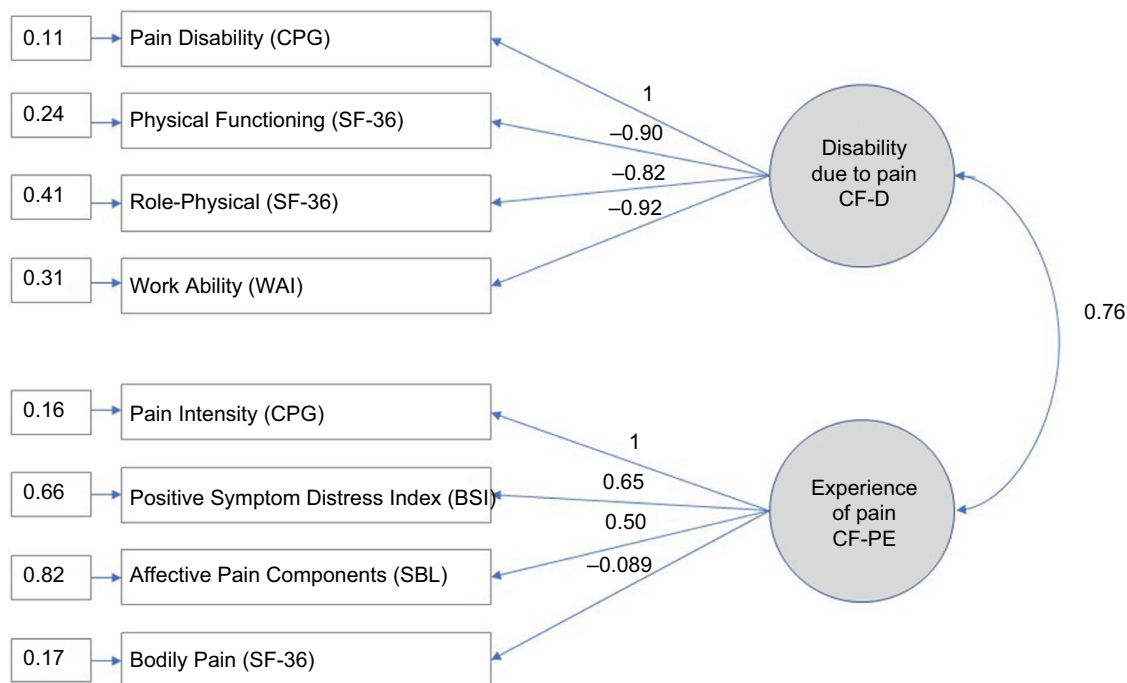 0.11 Pain Disability (CPG)
1
0.24 Physical Functioning (SF-36)
–0.90
0.41 Role-Physical (SF-36)
–0.82
0.31 Work Ability (WAI)
–0.92
Disability
due to pain
CF-D
0.76
0.16 Pain Intensity (CPG)
1
0.66 Positive Symptom Distress Index (BSI)
0.65
0.82 Affective Pain Components (SBL)
0.50
0.17 Bodily Pain (SF-36)
–0.089
Experience
of pain
CF-PE